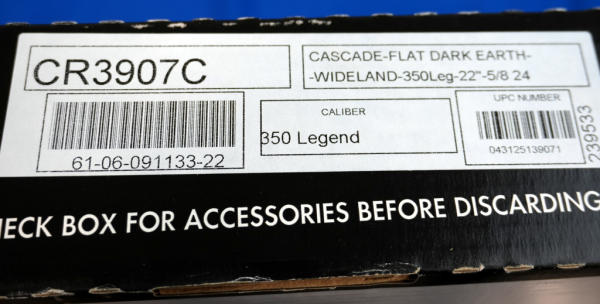 CR3907C
CASCADE-FLAT DARK EARTH-
-WIDELAND-350Leg-22"-5/8 24
61-06-091133-22
CALIBER
350 Legend
UPC NUMBER
043125139071
239533
HECK BOX FOR ACCESSORIES BEFORE DISCARDING